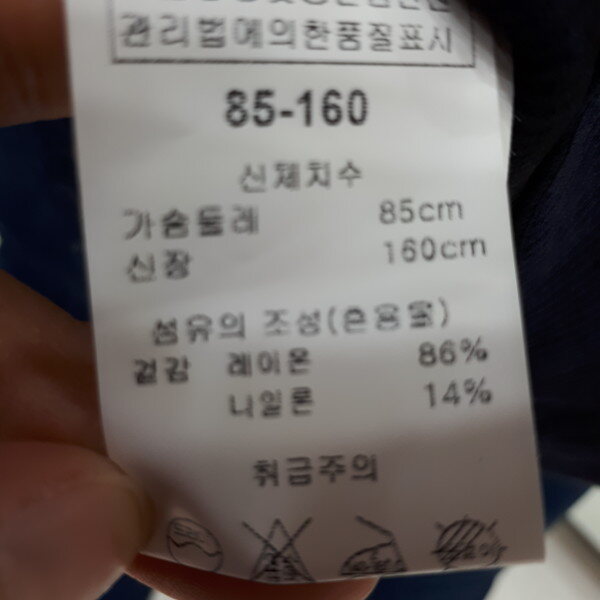 관리법에의한품질표시
85-160
신체치수
가슴둘레 85cm
신장 160cm
섬유의 조성(혼용율)
겉감 레이온 86%
나일론 14%
취급주의